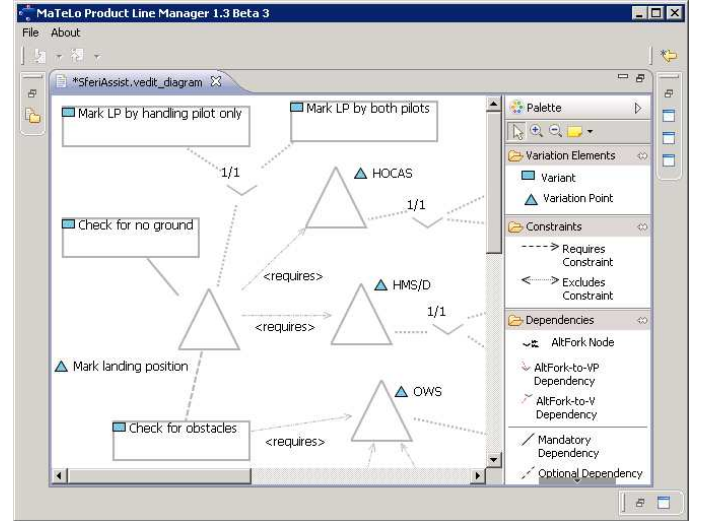 MaTeLo Product Line Manager 1.3 Beta 3
File About
*SferiAssist.vedit_diagram
Mark LP by handling pilot only
Mark LP by both pilots
1/1
HOCAS
1/1
Check for no ground
<requires>
HMS/D
1/1
<requires>
Mark landing position
OWS
Check for obstacles
<requires>
Palette
Variation Elements
Variant
Variation Point
Constraints
Requires
Constraint
Excludes
Constraint
Dependencies
AltFork Node
AltFork-to-VP
Dependency
AltFork-to-V
Dependency
Mandatory
Dependency
Optional Dependency